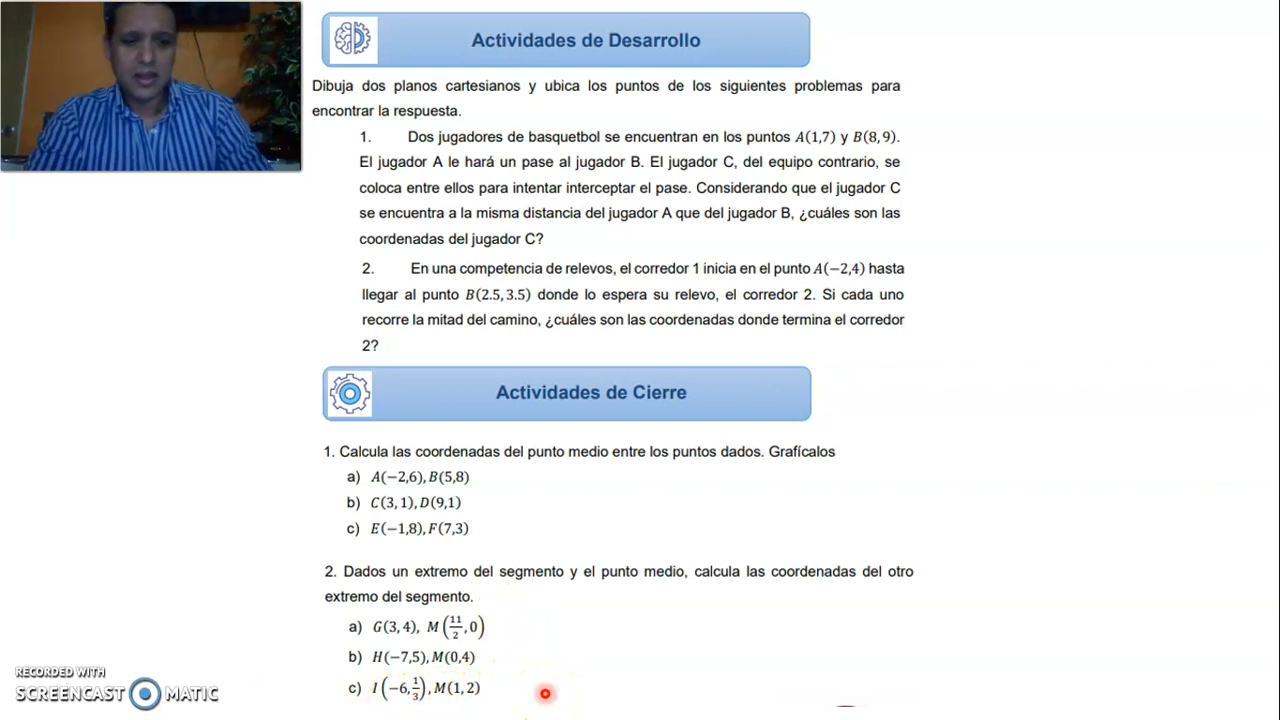 Actividades de Desarrollo
Dibuja dos planos cartesianos y ubica los puntos de los siguientes problemas para
encontrar la respuesta.
1. Dos jugadores de basquetbol se encuentran en los puntos A(1,7) y B(8,9).
El jugador A le hará un pase al jugador B. El jugador C, del equipo contrario, se
coloca entre ellos para intentar interceptar el pase. Considerando que el jugador C
se encuentra a la misma distancia del jugador A que del jugador B, ¿cuáles son las
coordenadas del jugador C?
2. En una competencia de relevos, el corredor 1 inicia en el punto A(−2,4) hasta
llegar al punto B(2.5,3.5) donde lo espera su relevo, el corredor 2. Si cada uno
recorre la mitad del camino, ¿cuáles son las coordenadas donde termina el corredor
2?
Actividades de Cierre
1. Calcula las coordenadas del punto medio entre los puntos dados. Grafícalos
a) A(−2,6), B(5,8)
b) C(3, 1), D(9,1)
c) E(−1,8), F(7,3)
2. Dados un extremo del segmento y el punto medio, calcula las coordenadas del otro
extremo del segmento.
a) G(3, 4), M(11/2, 0)
b) H(−7,5), M(0,4)
c) I(−6, 1/3), M(1, 2)
RECORDED WITH
SCREENCAST MATIC